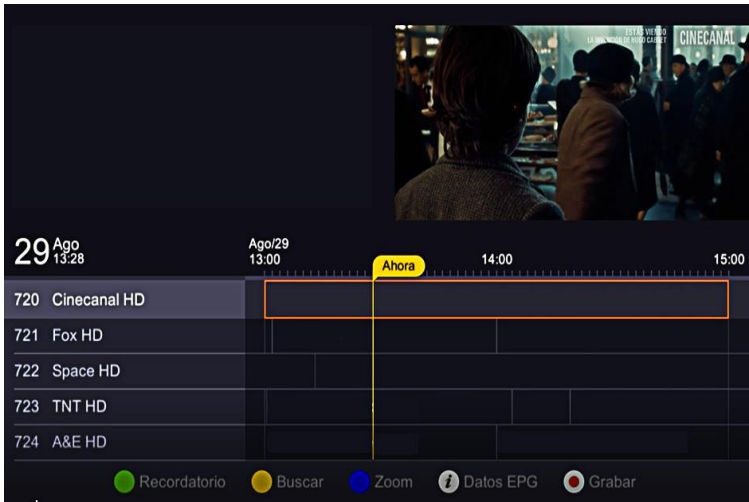 ESTÁS VIENDO
LA INVENCIÓN DE HUGO CABRET
CINECANAL
29 Ago
13:28
Ago/29
13:00
Ahora
14:00
15:00
720 Cinecanal HD
721 Fox HD
722 Space HD
723 TNT HD
724 A&E HD
Recordatorio
Buscar
Zoom
i Datos EPG
Grabar